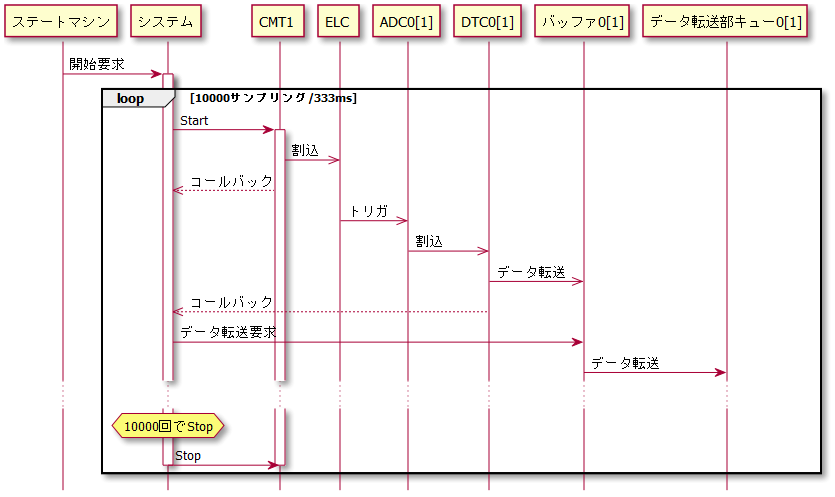 ステートマシン
システム
CMT1
ELC
ADC0[1]
DTC0[1]
バッファ0[1]
データ転送部キュー0[1]
開始要求
loop
[10000サンプリング/333ms]
Start
割込
コールバック
トリガ
割込
データ転送
コールバック
データ転送要求
データ転送
10000回でStop
Stop